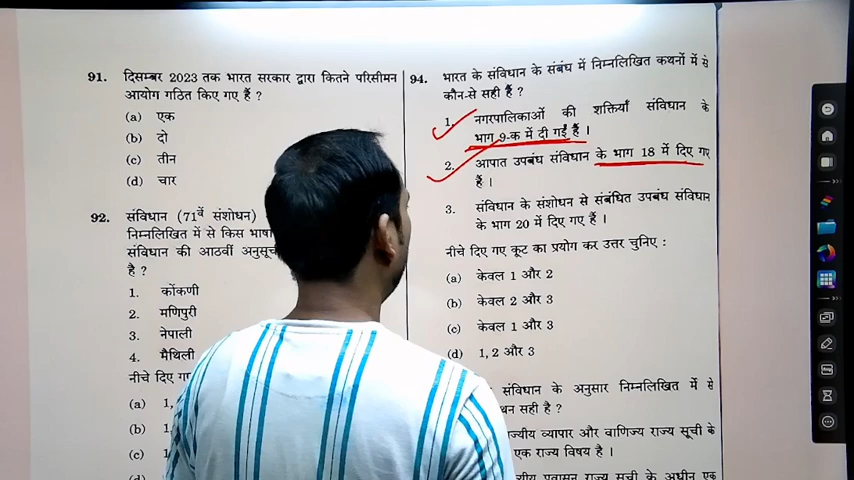 91. दिसम्बर 2023 तक भारत सरकार द्वारा कितने परिसीमन
आयोग गठित किए गए हैं ?
(a) एक
(b) दो
(c) तीन
(d) चार
92. संविधान (71वें संशोधन)
निम्नलिखित में से किस भाषा
संविधान की आठवीं
है ?
1. कोंकणी
2. मणिपुरी
3. नेपाली
4. मैथिली
नीचे दिए
(a) 1,
(b) 1
(c) 1
94. भारत के संविधान के संबंध में निम्नलिखित कथनों में से
कौन-से सही हैं ?
1. नगरपालिकाओं की शक्तियाँ संविधान के
भाग 9-क में दी गई हैं ।
2. आपात उपबंध संविधान के भाग 18 में दिए गए
हैं ।
3. संविधान के संशोधन से संबंधित उपबंध संविधान
के भाग 20 में दिए गए हैं ।
नीचे दिए गए कूट का प्रयोग कर उत्तर चुनिए :
(a) केवल 1 और 2
(b) केवल 2 और 3
(c) केवल 1 और 3
(d) 1, 2 और 3
संविधान के अनुसार निम्नलिखित में से
सही है ?
व्यापार और वाणिज्य राज्य सूची के
एक राज्य विषय है ।
राज्य सूची के अधीन एक